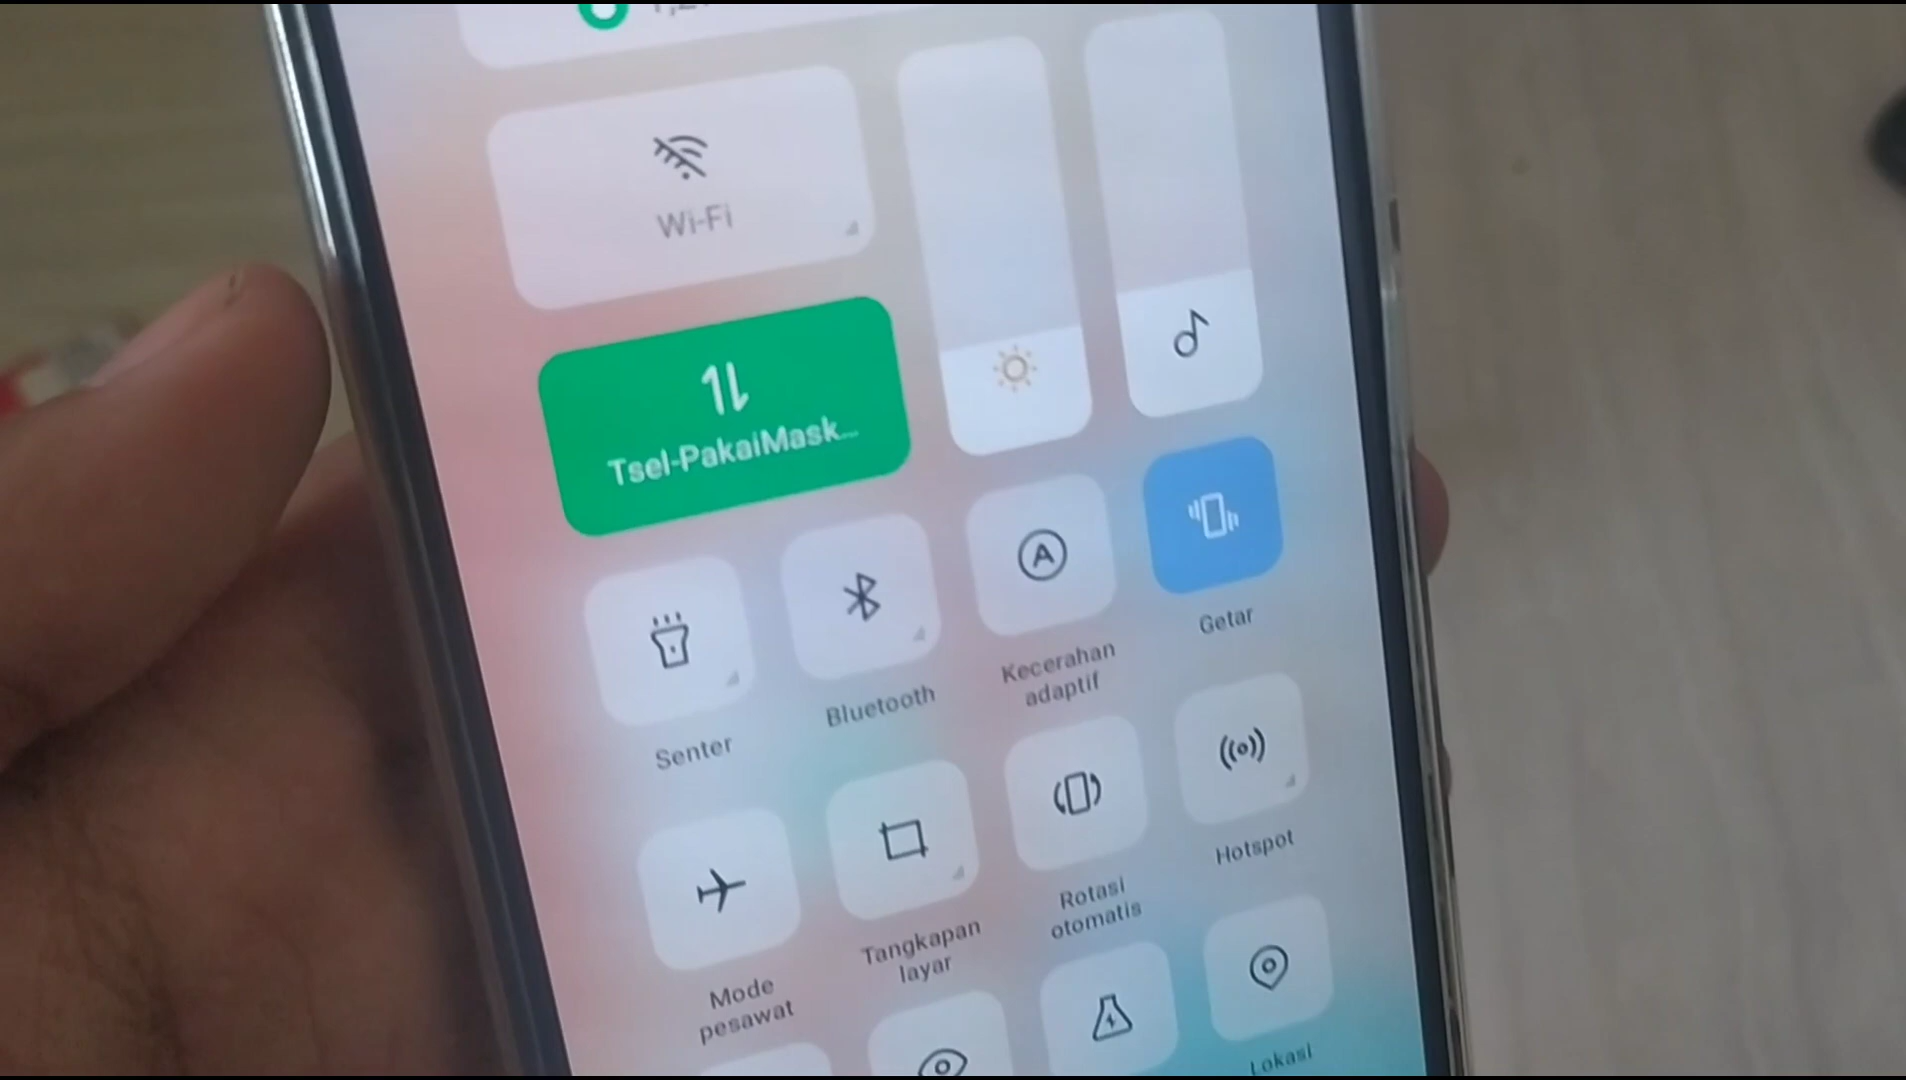 Wi-Fi
Tsel-PakaiMask...
Senter
Bluetooth
Kecerahan
adaptif
Getar
Mode
pesawat
Tangkapan
layar
Rotasi
otomatis
Hotspot
Lokasi